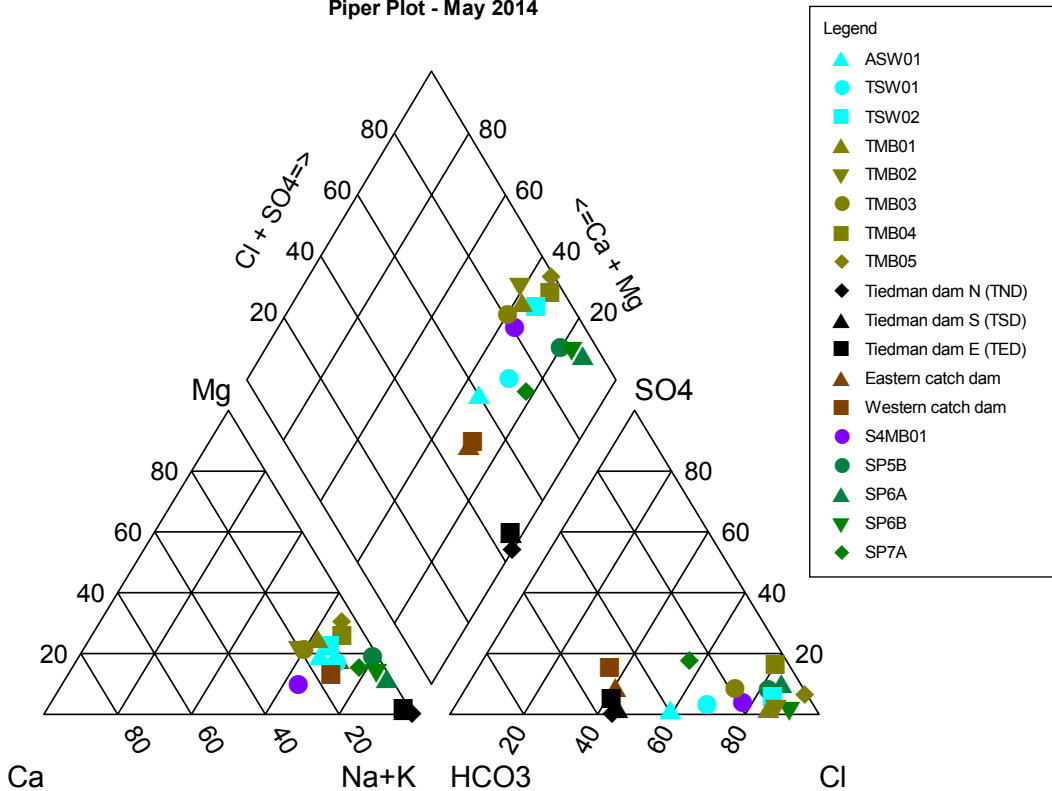 Piper Plot - May 2014
Legend
ASW01
TSW01
TSW02
TMB01
TMB02
TMB03
TMB04
TMB05
Tiedman dam N (TND)
Tiedman dam S (TSD)
Tiedman dam E (TED)
Eastern catch dam
Western catch dam
S4MB01
SP5B
SP6A
SP6B
SP7A
80 80
60 60
40 40
20 20
Cl + SO4=>
<=Ca + Mg
Mg SO4
80 80
60 60
40 40
20 20
80 60 40 20 20 40 60 80
Ca Na+K HCO3 Cl